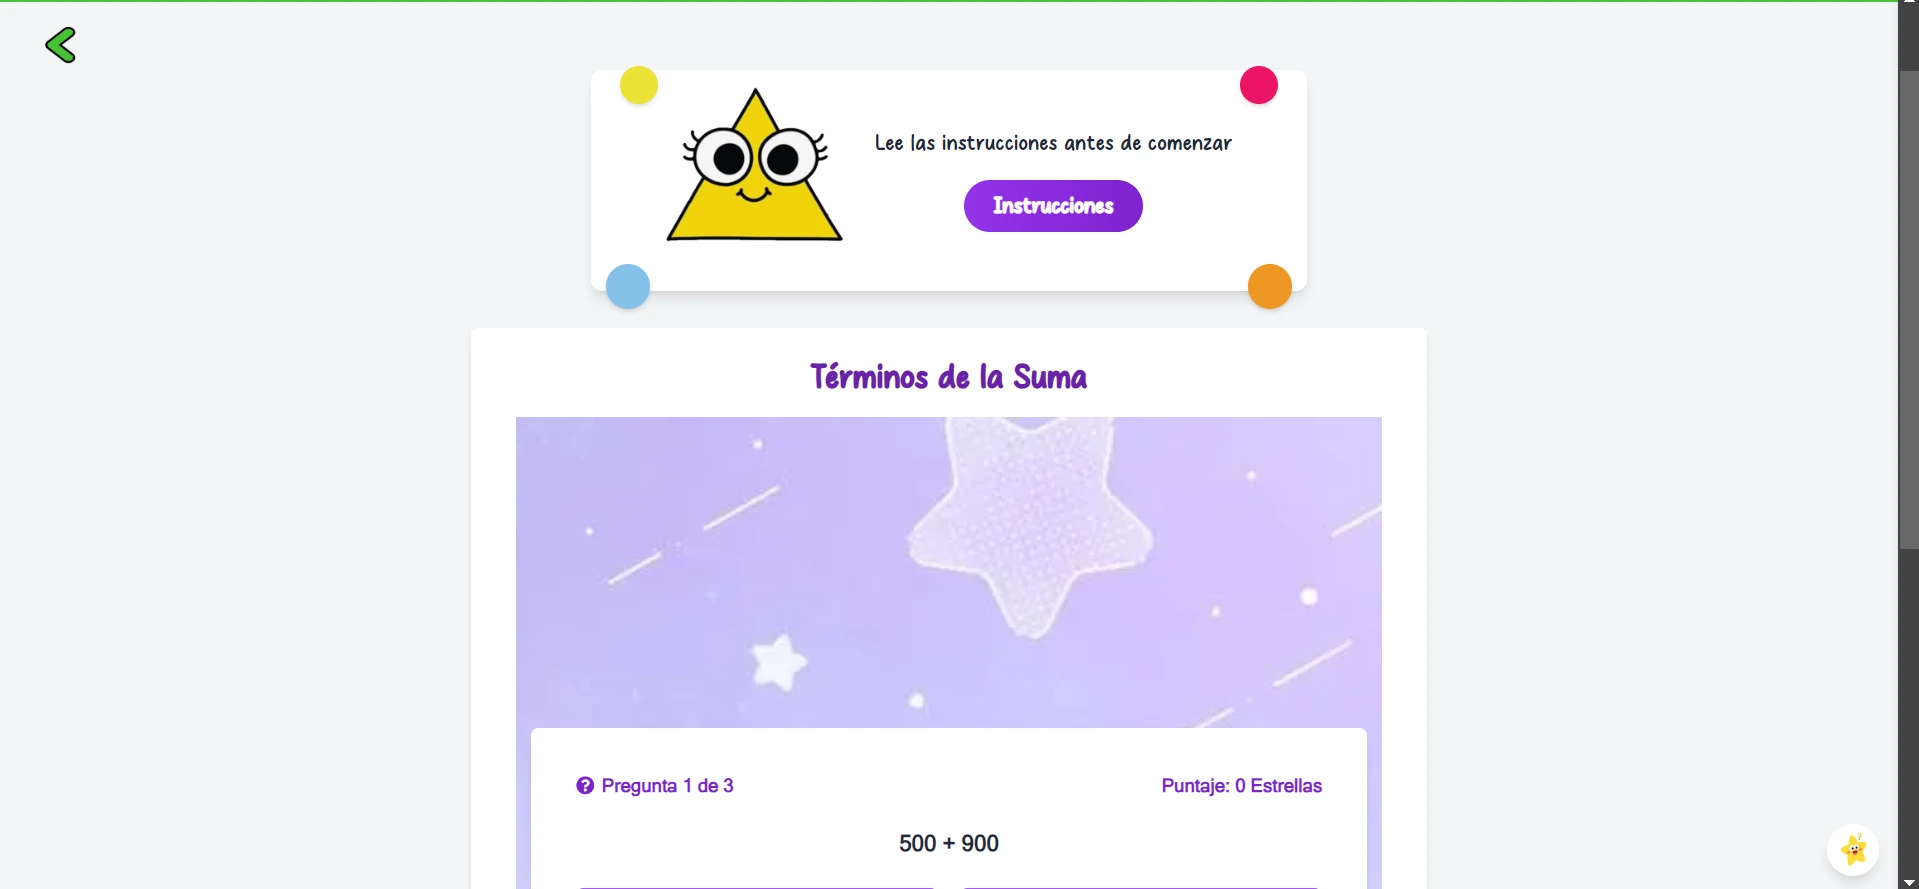 Lee las instrucciones antes de comenzar
Instrucciones
Términos de la Suma
Pregunta 1 de 3
Puntaje: 0 Estrellas
500 + 900